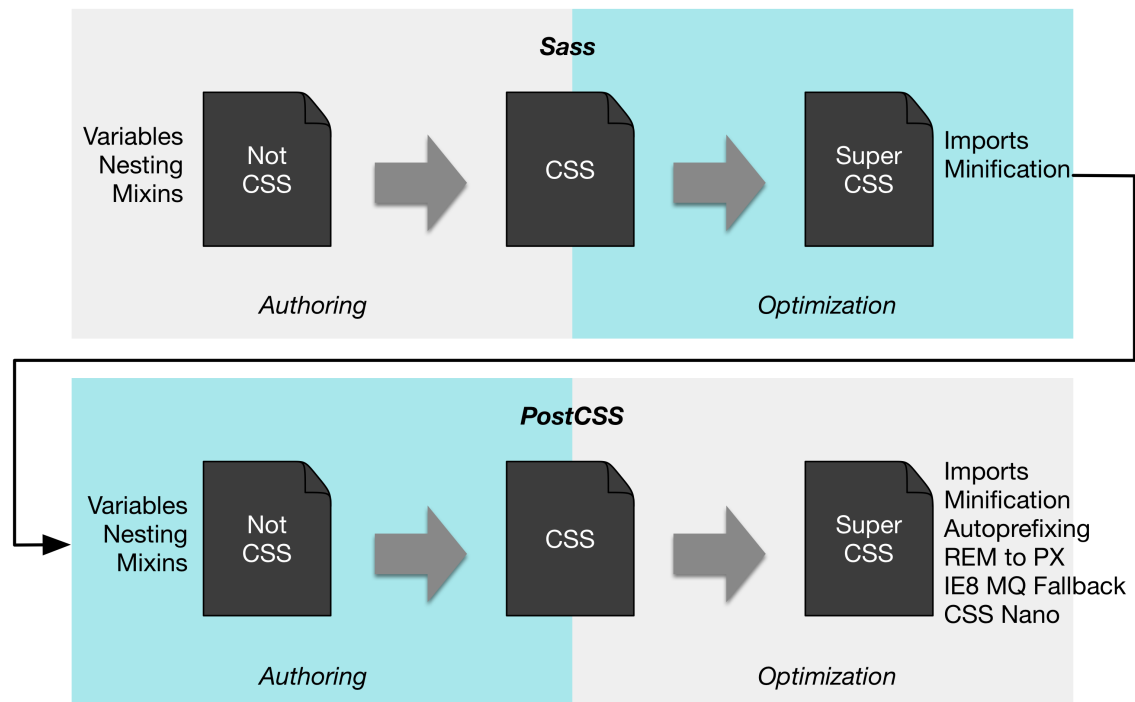 Sass
Variables
Nesting
Mixins
Not
CSS
CSS
Super
CSS
Imports
Minification
Authoring
Optimization
PostCSS
Variables
Nesting
Mixins
Not
CSS
CSS
Super
CSS
Imports
Minification
Autoprefixing
REM to PX
IE8 MQ Fallback
CSS Nano
Authoring
Optimization